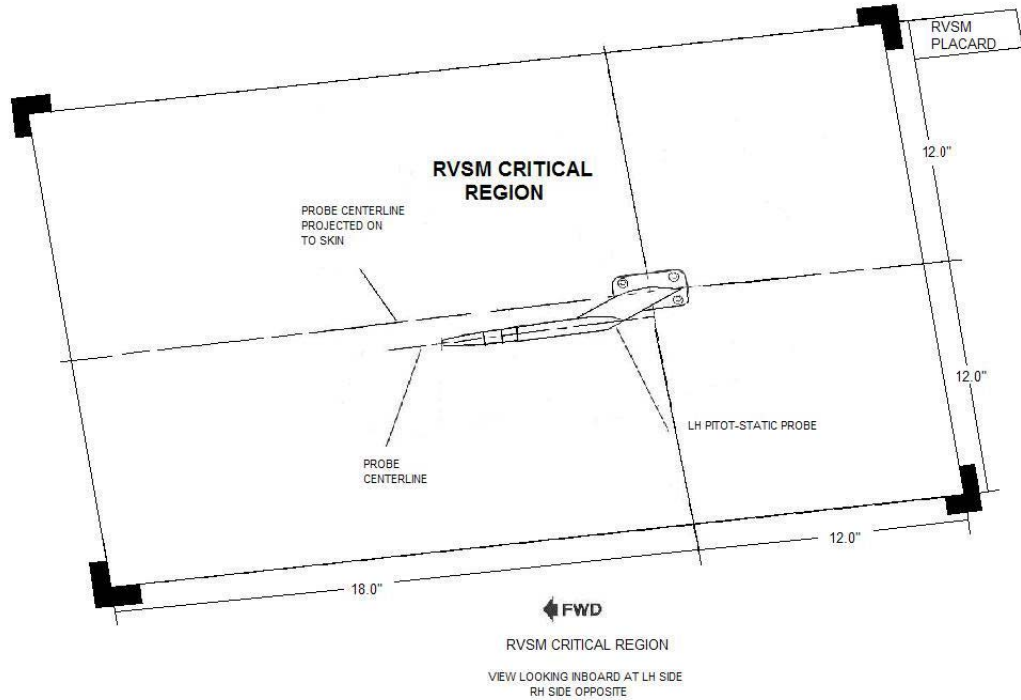 RVSM
PLACARD
12.0"
RVSM CRITICAL
REGION
PROBE CENTERLINE
PROJECTED ON
TO SKIN
12.0"
LH PITOT-STATIC PROBE
PROBE
CENTERLINE
12.0"
18.0"
FWD
RVSM CRITICAL REGION
VIEW LOOKING INBOARD AT LH SIDE
RH SIDE OPPOSITE